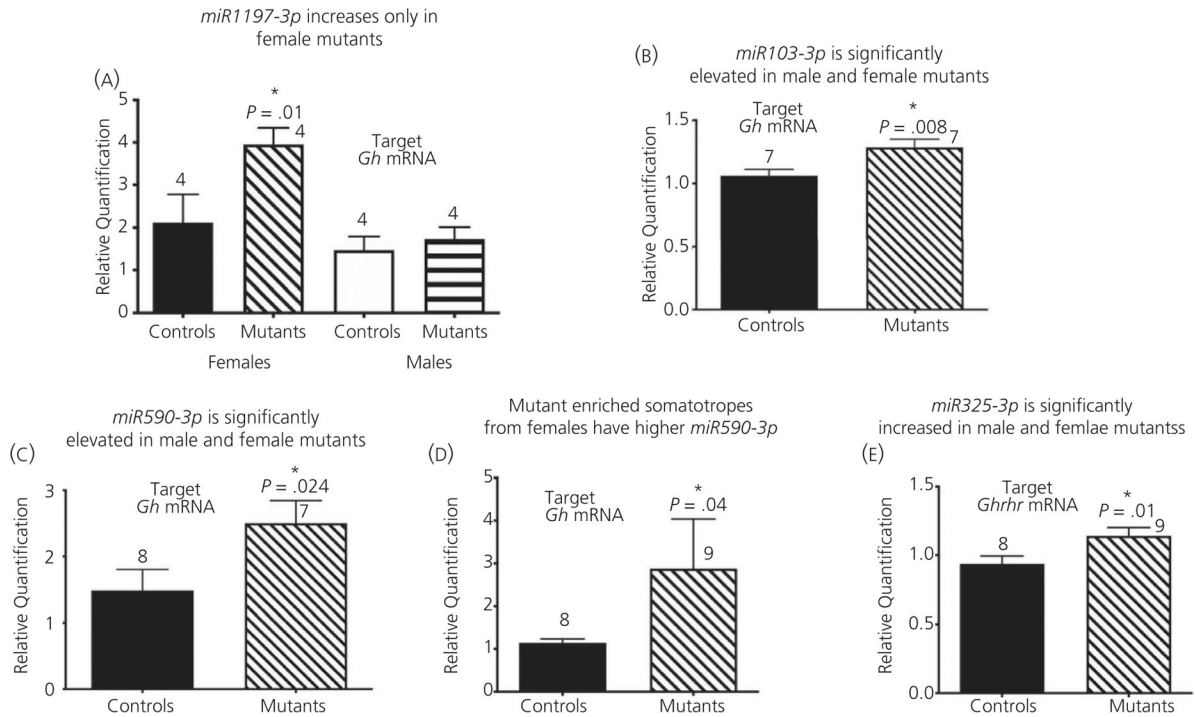 miR1197-3p increases only in
female mutants
(A)
Relative Quantification
5
4
3
2
1
0
4
*
P = .01
4
Target
Gh mRNA
4
4
Controls
Mutants
Controls
Mutants
Females
Males
(B)
miR103-3p is significantly
elevated in male and female mutants
Relative Quantification
1.5
1.0
0.5
0.0
Target
Gh mRNA
7
*
P = .008
7
Controls
Mutants
miR590-3p is significantly
elevated in male and female mutants
(C)
Relative Quantification
3
2
1
0
Target
Gh mRNA
8
*
P = .024
7
Controls
Mutants
Mutant enriched somatotropes
from females have higher miR590-3p
(D)
Relative Quantification
5
4
3
2
1
0
Target
Gh mRNA
8
*
P = .04
9
Controls
Mutants
miR325-3p is significantly
increased in male and femlae mutantss
(E)
Relative Quantification
1.5
1.0
0.5
0.0
Target
Ghrhr mRNA
8
*
P = .01
9
Controls
Mutants